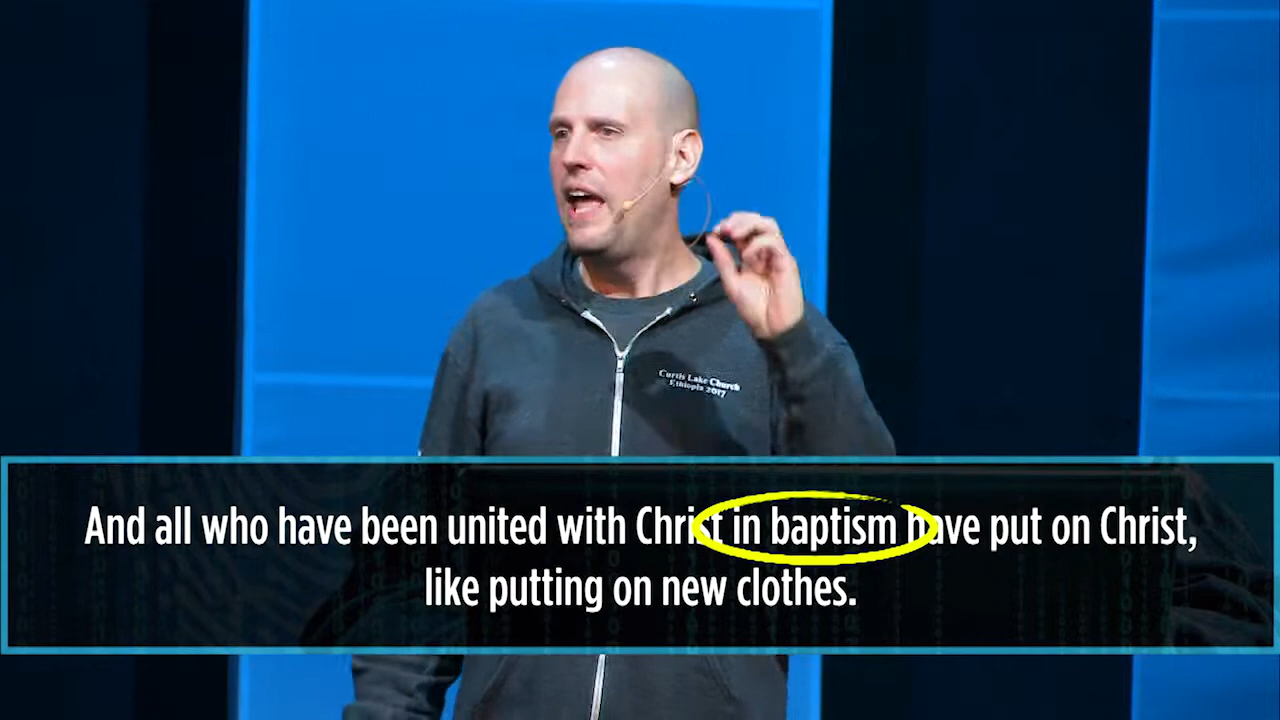 Curtis Lake Church
Ethiopia 2017
And all who have been united with Christ in baptism have put on Christ,
like putting on new clothes.